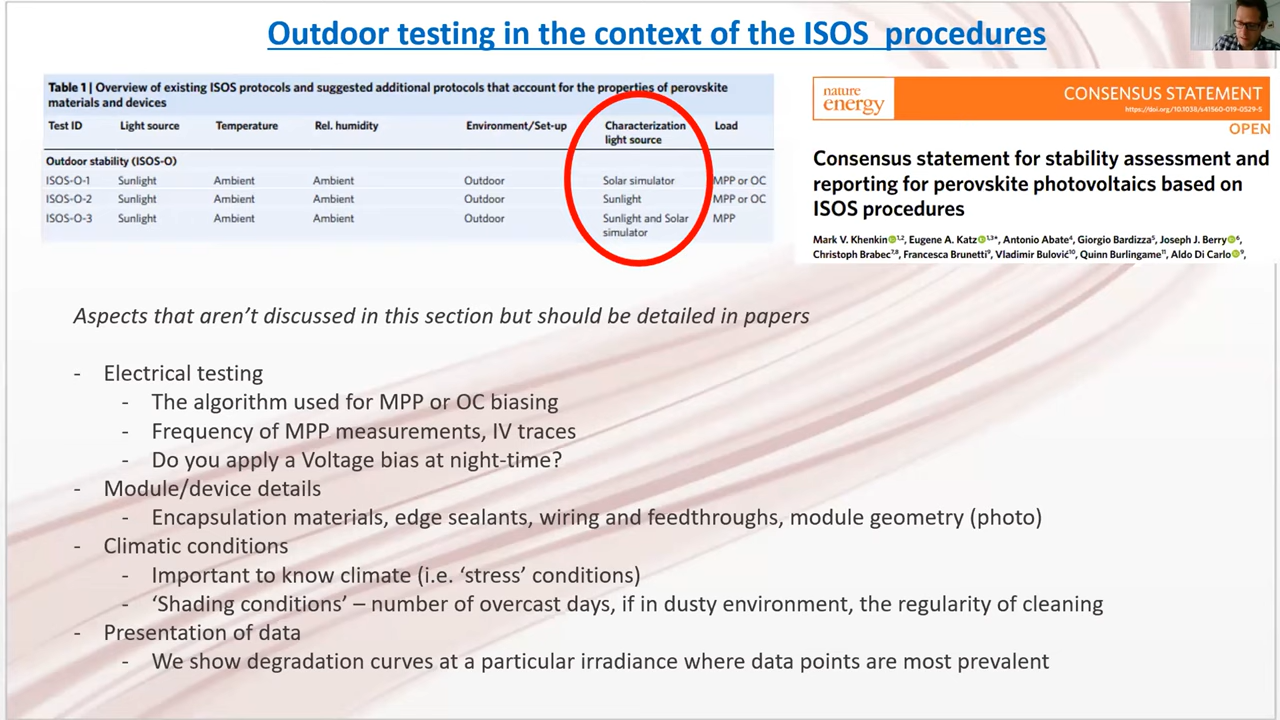 Outdoor testing in the context of the ISOS procedures
Table 1 | Overview of existing ISOS protocols and suggested additional protocols that account for the properties of perovskite
materials and devices
Test ID Light source Temperature Rel. humidity Environment/Set-up Characterization light source Load
Outdoor stability (ISOS-O)
ISOS-O-1 Sunlight Ambient Ambient Outdoor Solar simulator MPP or OC
ISOS-O-2 Sunlight Ambient Ambient Outdoor Sunlight MPP or OC
ISOS-O-3 Sunlight Ambient Ambient Outdoor Sunlight and Solar simulator MPP
nature
energy
CONSENSUS STATEMENT
https://doi.org/10.1038/s41560-019-0529-5
OPEN
Consensus statement for stability assessment and
reporting for perovskite photovoltaics based on
ISOS procedures
Mark V. Khenkin 1,2, Eugene A. Katz 1,3*, Antonio Abate4, Giorgio Bardizza5, Joseph J. Berry 6,
Christoph Brabec7,8, Francesca Brunetti9, Vladimir Bulović10, Quinn Burlingame11, Aldo Di Carlo 9,
Aspects that aren't discussed in this section but should be detailed in papers
- Electrical testing
- The algorithm used for MPP or OC biasing
- Frequency of MPP measurements, IV traces
- Do you apply a Voltage bias at night-time?
- Module/device details
- Encapsulation materials, edge sealants, wiring and feedthroughs, module geometry (photo)
- Climatic conditions
- Important to know climate (i.e. 'stress' conditions)
- 'Shading conditions' – number of overcast days, if in dusty environment, the regularity of cleaning
- Presentation of data
- We show degradation curves at a particular irradiance where data points are most prevalent